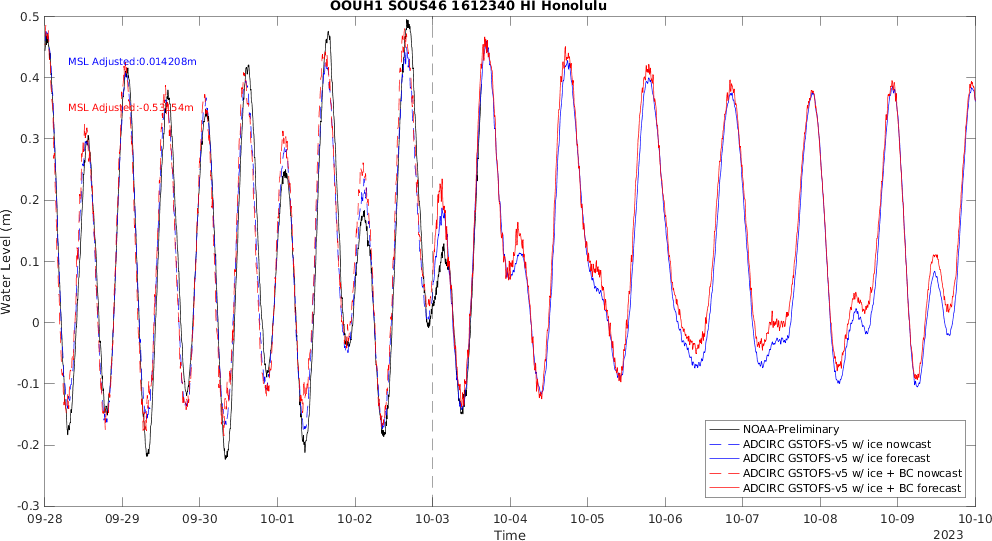 OOUH1 SOUS46 1612340 HI Honolulu
0.5
MSL Adjusted:0.014208m
0.4
0.3
0.2
0.1
0
-0.1
-0.2
-0.3
Water Level (m)
NOAA-Preliminary
ADCIRC GSTOFS-v5 w/ ice nowcast
ADCIRC GSTOFS-v5 w/ ice forecast
ADCIRC GSTOFS-v5 w/ ice + BC nowcast
ADCIRC GSTOFS-v5 w/ ice + BC forecast
09-28 09-29 09-30 10-01 10-02 10-03 10-04 10-05 10-06 10-07 10-08 10-09 10-10
Time
2023
MSL Adjusted: